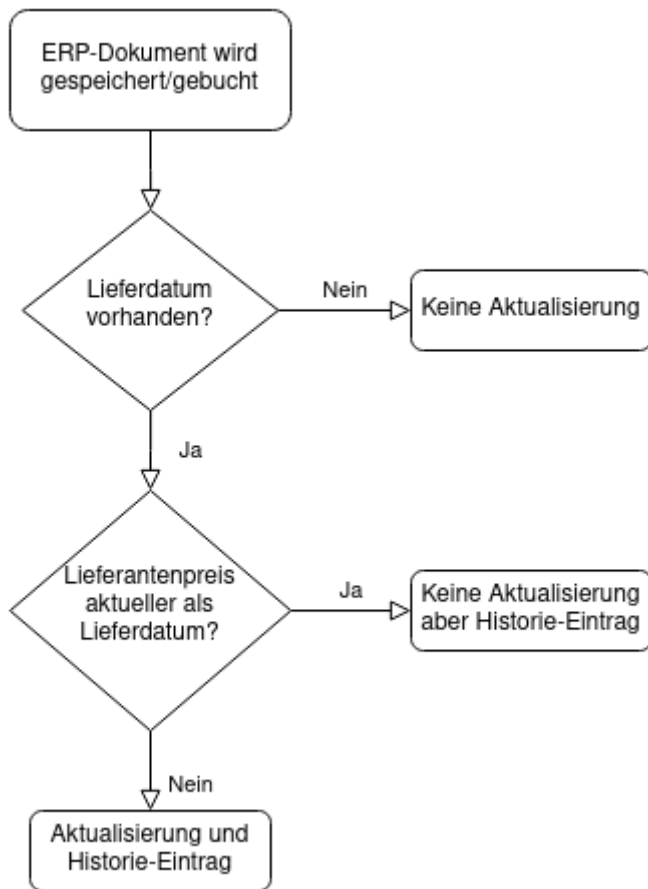 ERP-Dokument wird
gespeichert/gebucht
Lieferdatum
vorhanden?
Nein
Keine Aktualisierung
Ja
Lieferantenpreis
aktueller als
Lieferdatum?
Ja
Keine Aktualisierung
aber Historie-Eintrag
Nein
Aktualisierung und
Historie-Eintrag